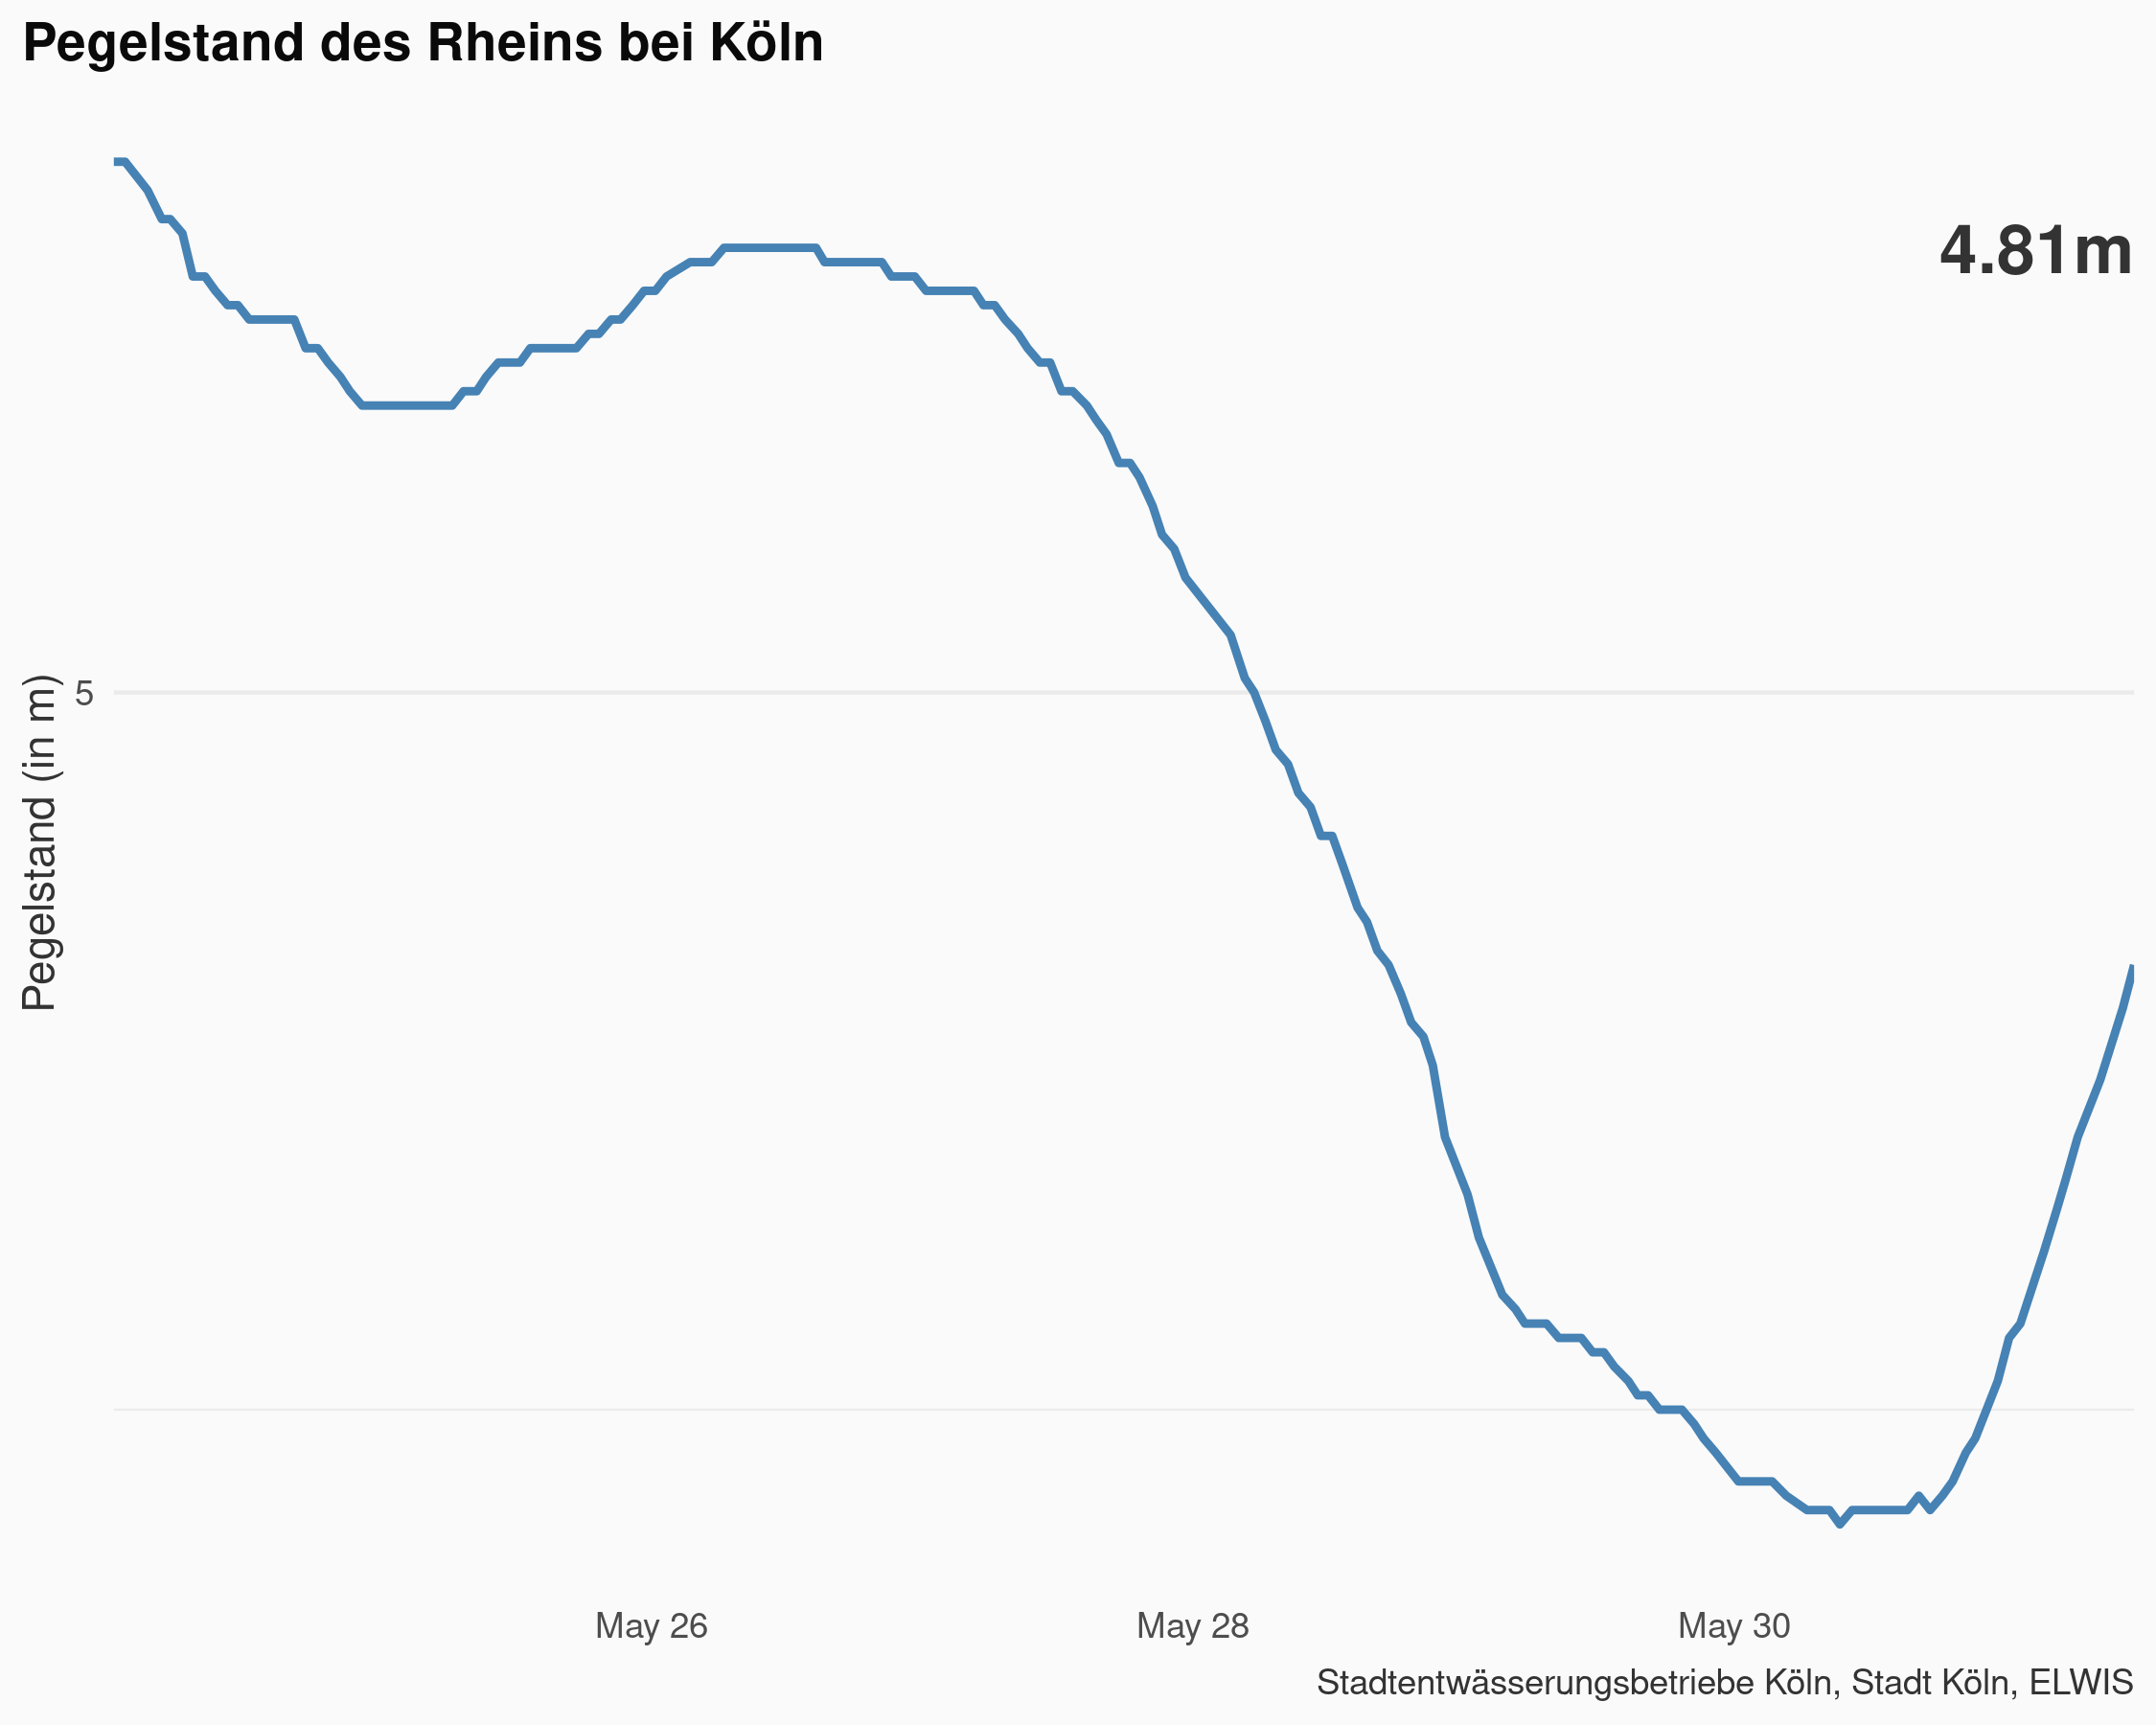 Pegelstand des Rheins bei Köln
4.81m
Pegelstand (in m)
5
May 26
May 28
May 30
Stadtentwässerungsbetriebe Köln, Stadt Köln, ELWIS